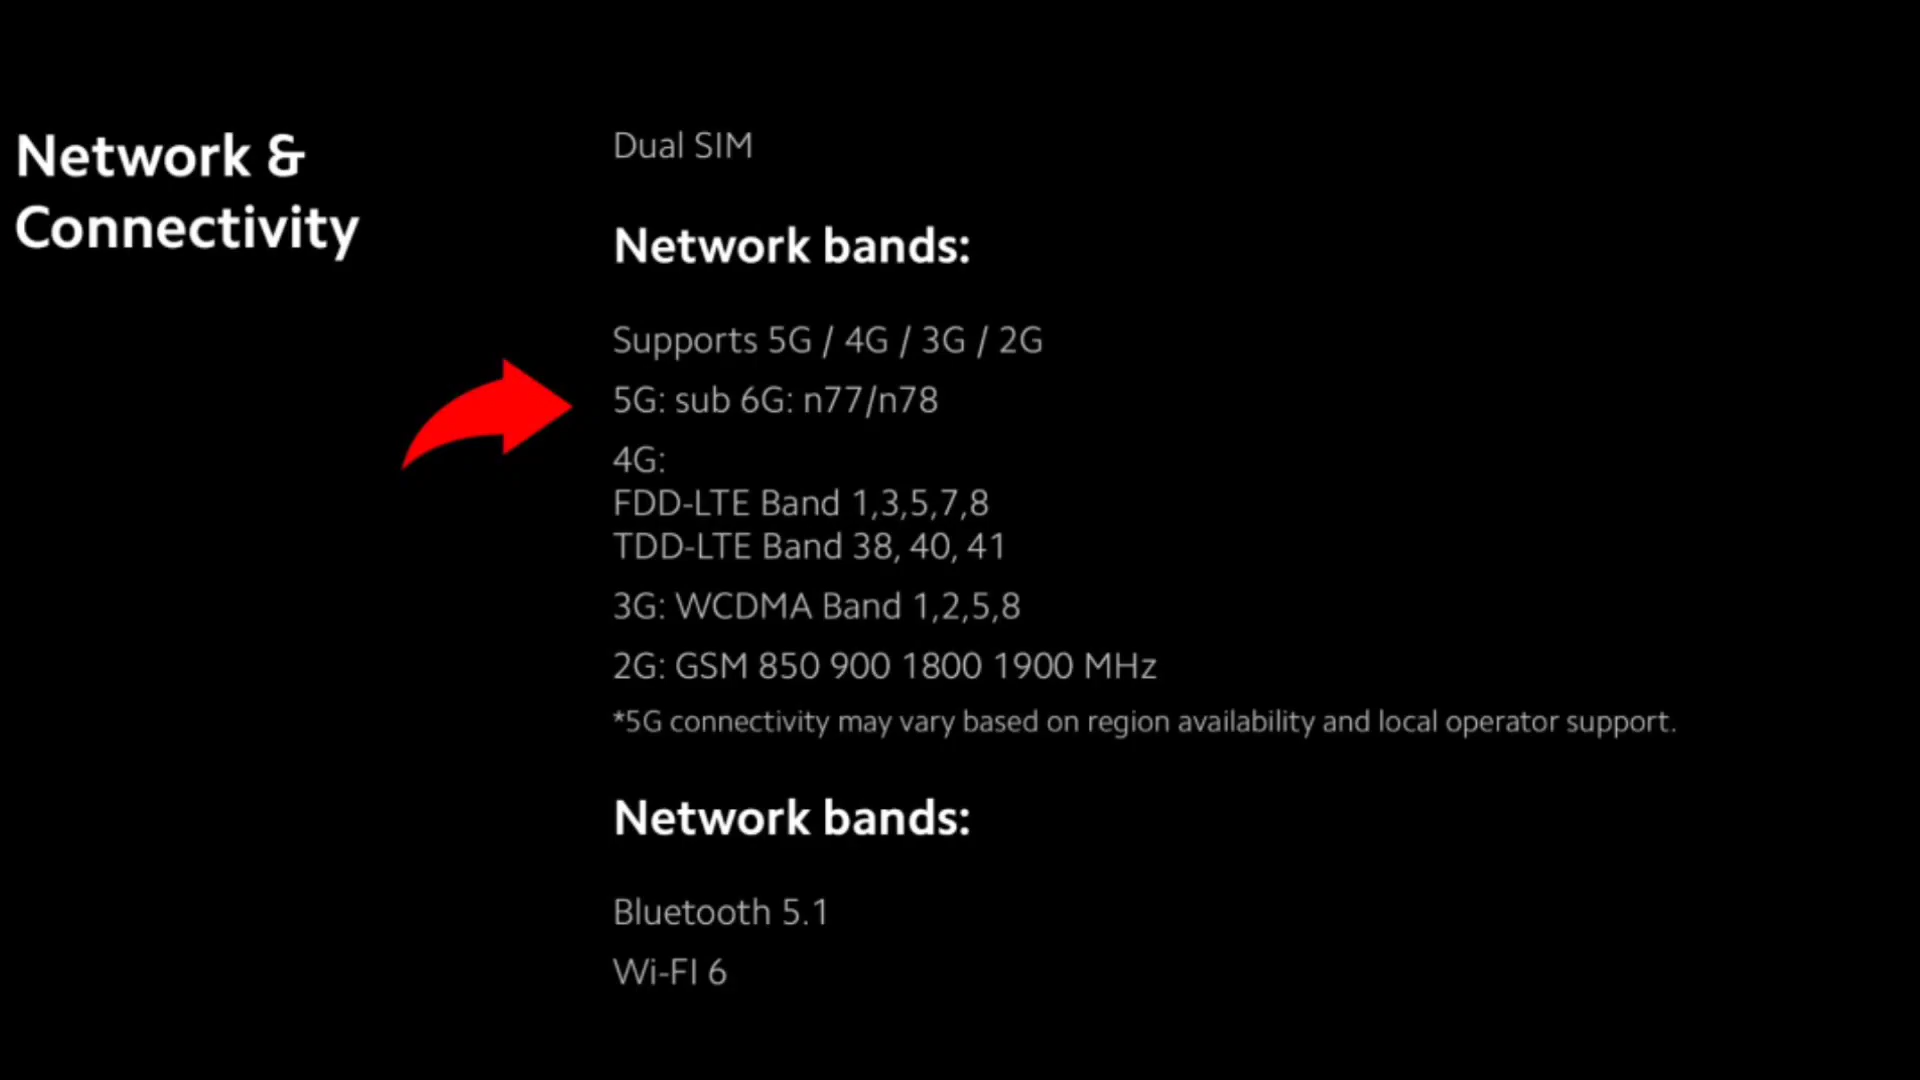 Network &
Connectivity
Dual SIM
Network bands:
Supports 5G / 4G / 3G / 2G
5G: sub 6G: n77/n78
4G:
FDD-LTE Band 1,3,5,7,8
TDD-LTE Band 38, 40, 41
3G: WCDMA Band 1,2,5,8
2G: GSM 850 900 1800 1900 MHz
*5G connectivity may vary based on region availability and local operator support.
Network bands:
Bluetooth 5.1
Wi-FI 6